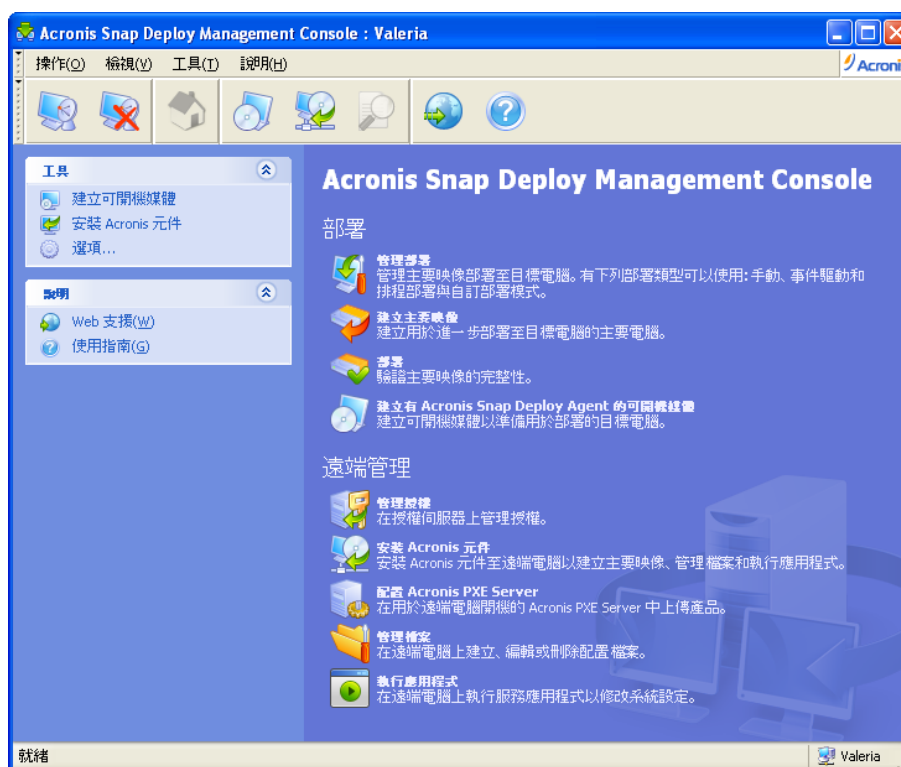 Acronis Snap Deploy Management Console : Valeria
操作(O) 檢視(V) 工具(T) 說明(H)
Acroni
工具
建立可開機媒體
安裝 Acronis 元件
選項...
說明
Web 支援(W)
使用指南(G)
Acronis Snap Deploy Management Console
部署
管理部署
管理主要映像部署至目標電腦。有下列部署類型可以使用:手動、事件驅動和
排程部署與自訂部署模式。
建立主要映像
建立用於進一步部署至目標電腦的主要電腦。
部署
驗證主要映像的完整性。
建立有 Acronis Snap Deploy Agent 的可開機媒體
建立可開機媒體以準備用於部署的目標電腦。
遠端管理
管理授權
在授權伺服器上管理授權。
安裝 Acronis 元件
安裝 Acronis 元件至遠端電腦以建立主要映像、管理檔案和執行應用程式。
配置 Acronis PXE Server
在用於遠端電腦開機的 Acronis PXE Server 中上傳產品。
管理檔案
在遠端電腦上建立、編輯或刪除配置檔案。
執行應用程式
在遠端電腦上執行服務應用程式以修改系統設定。
就緒
Valeria